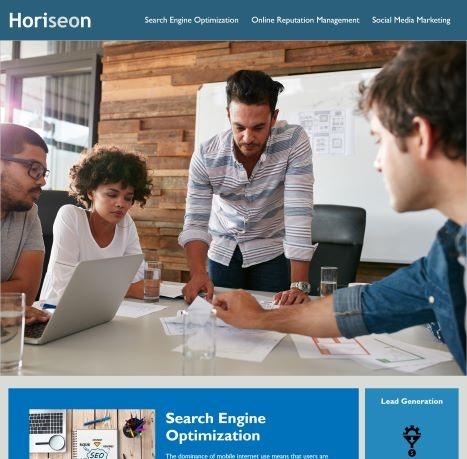 Horiseon
Search Engine Optimization Online Reputation Management Social Media Marketing
Search Engine
Optimization
The dominance of mobile internet use means that users are
Lead Generation
SEO